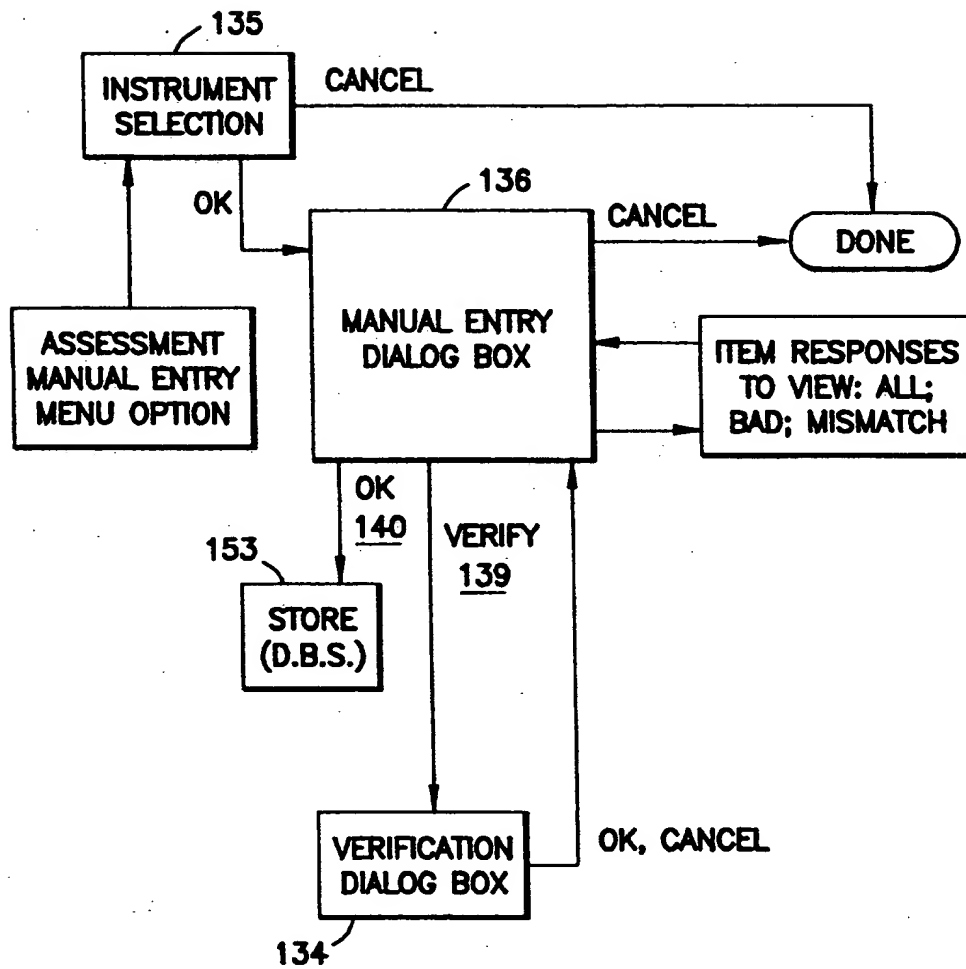 135
INSTRUMENT
SELECTION
CANCEL
OK
136
MANUAL ENTRY
DIALOG BOX
CANCEL
DONE
ASSESSMENT
MANUAL ENTRY
MENU OPTION
ITEM RESPONSES
TO VIEW: ALL;
BAD; MISMATCH
OK
140
VERIFY
139
153
STORE
(D.B.S.)
VERIFICATION
DIALOG BOX
OK, CANCEL
134